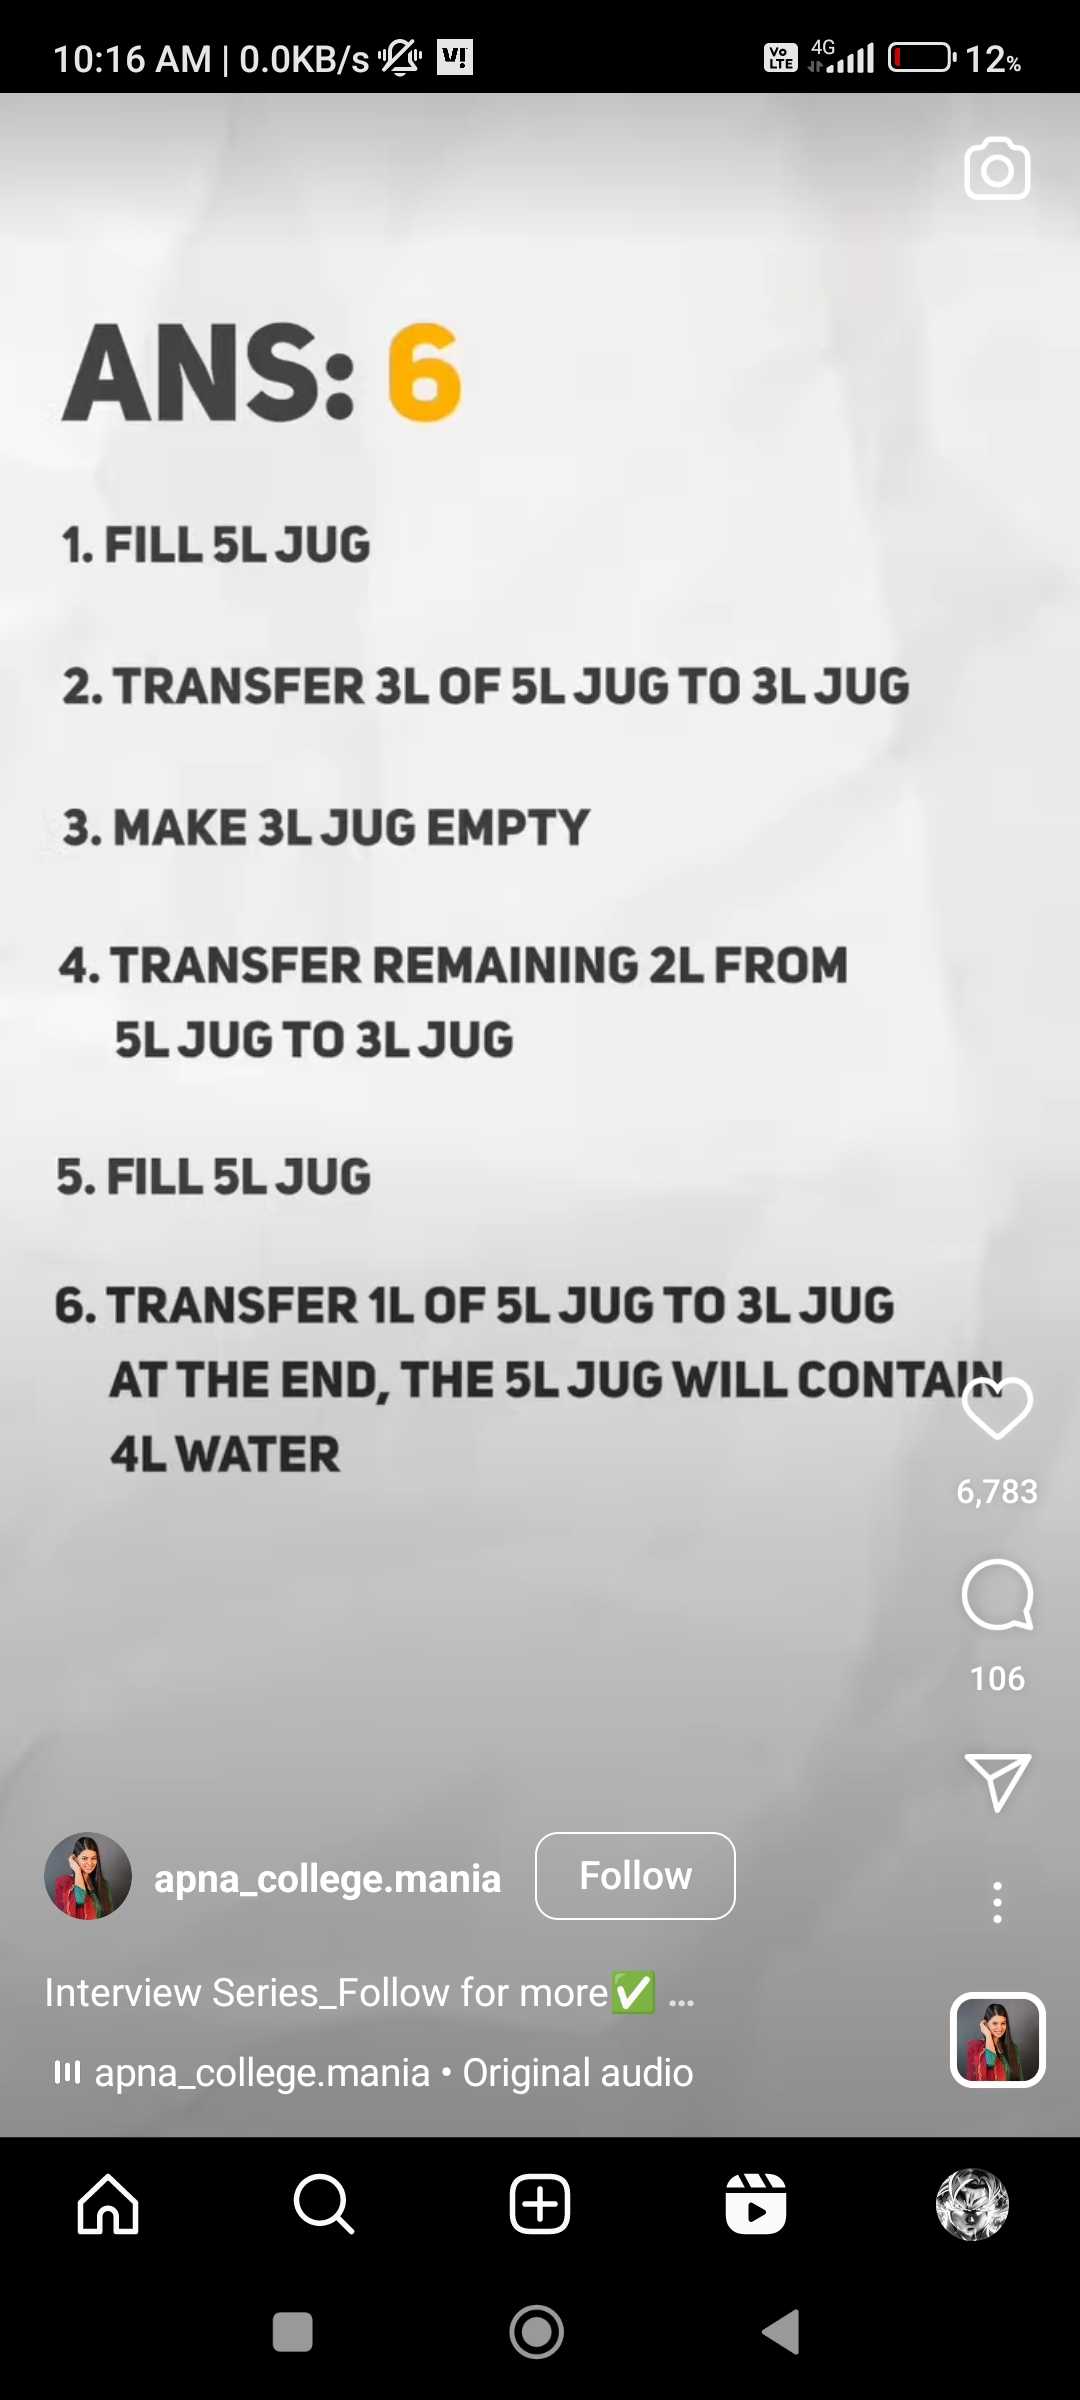 10:16 AM | 0.0KB/s V! Vo LTE 4G 12%
ANS: 6
1. FILL 5L JUG
2. TRANSFER 3L OF 5L JUG TO 3L JUG
3. MAKE 3L JUG EMPTY
4. TRANSFER REMAINING 2L FROM
5L JUG TO 3L JUG
5. FILL 5L JUG
6. TRANSFER 1L OF 5L JUG TO 3L JUG
AT THE END, THE 5L JUG WILL CONTAIN
4L WATER
6,783
106
apna_college.mania Follow
Interview Series_Follow for more✅ ...
apna_college.mania • Original audio